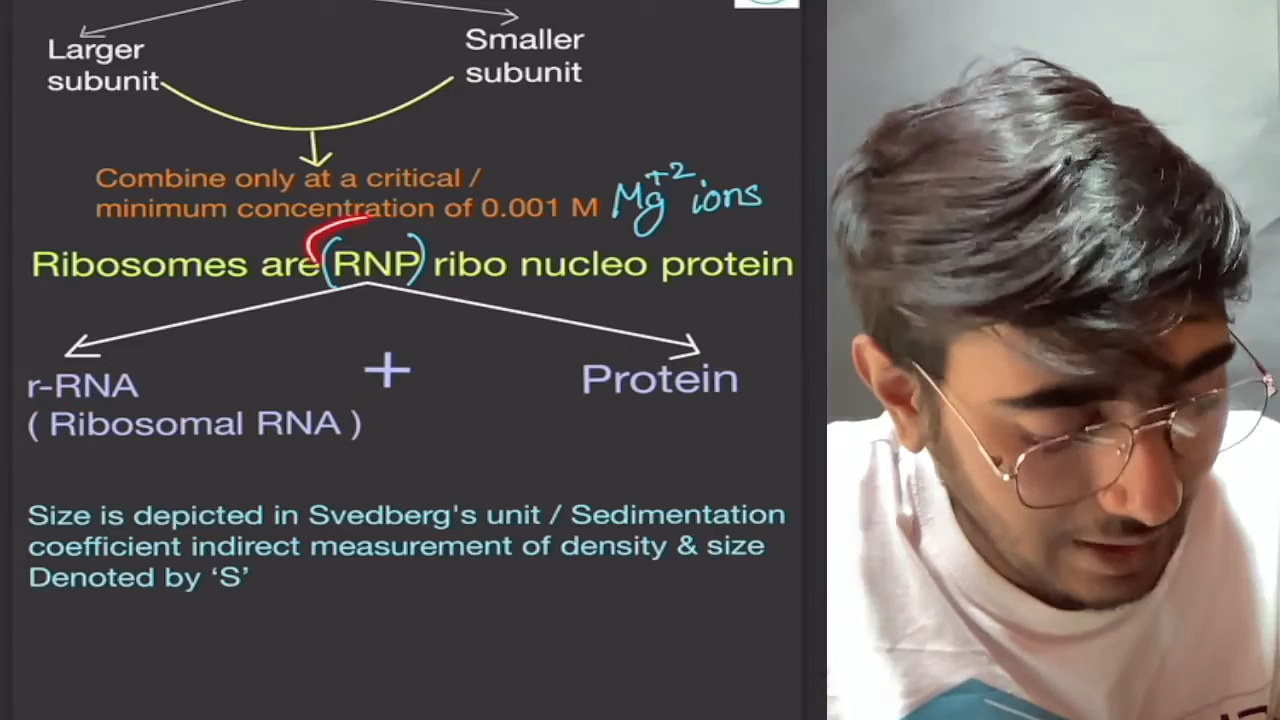 Larger
subunit
Smaller
subunit
Combine only at a critical /
minimum concentration of 0.001 M Mg+2 ions
Ribosomes are (RNP) ribo nucleo protein
r-RNA
( Ribosomal RNA )
+
Protein
Size is depicted in Svedberg's unit / Sedimentation
coefficient indirect measurement of density & size
Denoted by ‘S’